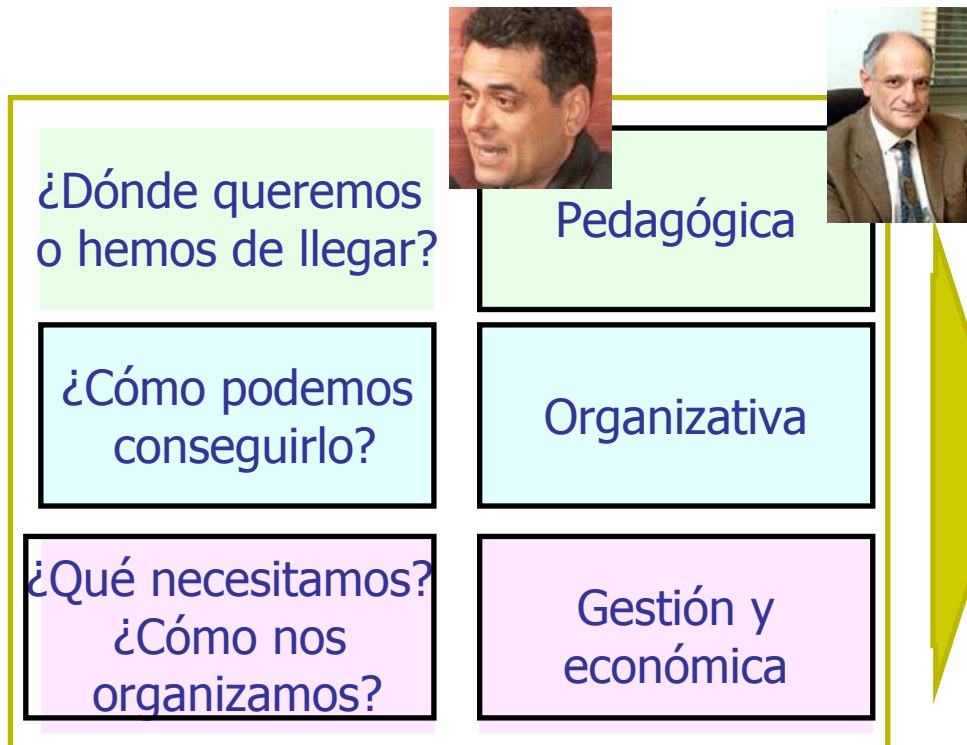 ¿Dónde queremos
o hemos de llegar?
Pedagógica
¿Cómo podemos
conseguirlo?
Organizativa
¿Qué necesitamos?
¿Cómo nos
organizamos?
Gestión y
económica